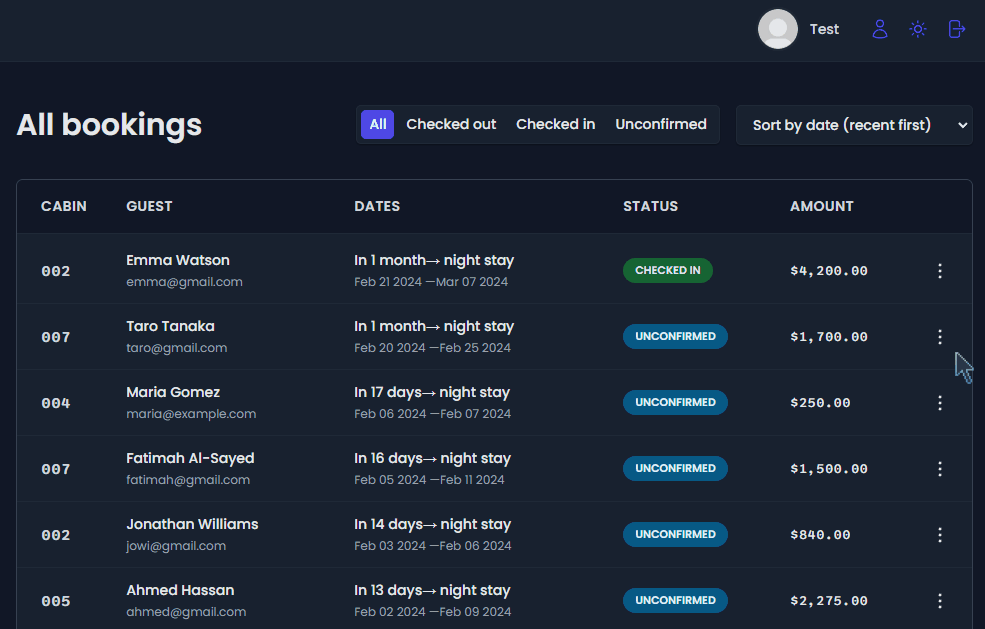 Test
All bookings
All Checked out Checked in Unconfirmed
Sort by date (recent first)
CABIN GUEST DATES STATUS AMOUNT
002 Emma Watson In 1 month→ night stay CHECKED IN $4,200.00
emma@gmail.com Feb 21 2024 —Mar 07 2024
007 Taro Tanaka In 1 month→ night stay UNCONFIRMED $1,700.00
taro@gmail.com Feb 20 2024 —Feb 25 2024
004 Maria Gomez In 17 days→ night stay UNCONFIRMED $250.00
maria@example.com Feb 06 2024 —Feb 07 2024
007 Fatimah Al-Sayed In 16 days→ night stay UNCONFIRMED $1,500.00
fatimah@gmail.com Feb 05 2024 —Feb 11 2024
002 Jonathan Williams In 14 days→ night stay UNCONFIRMED $840.00
jowi@gmail.com Feb 03 2024 —Feb 06 2024
005 Ahmed Hassan In 13 days→ night stay UNCONFIRMED $2,275.00
ahmed@gmail.com Feb 02 2024 —Feb 09 2024